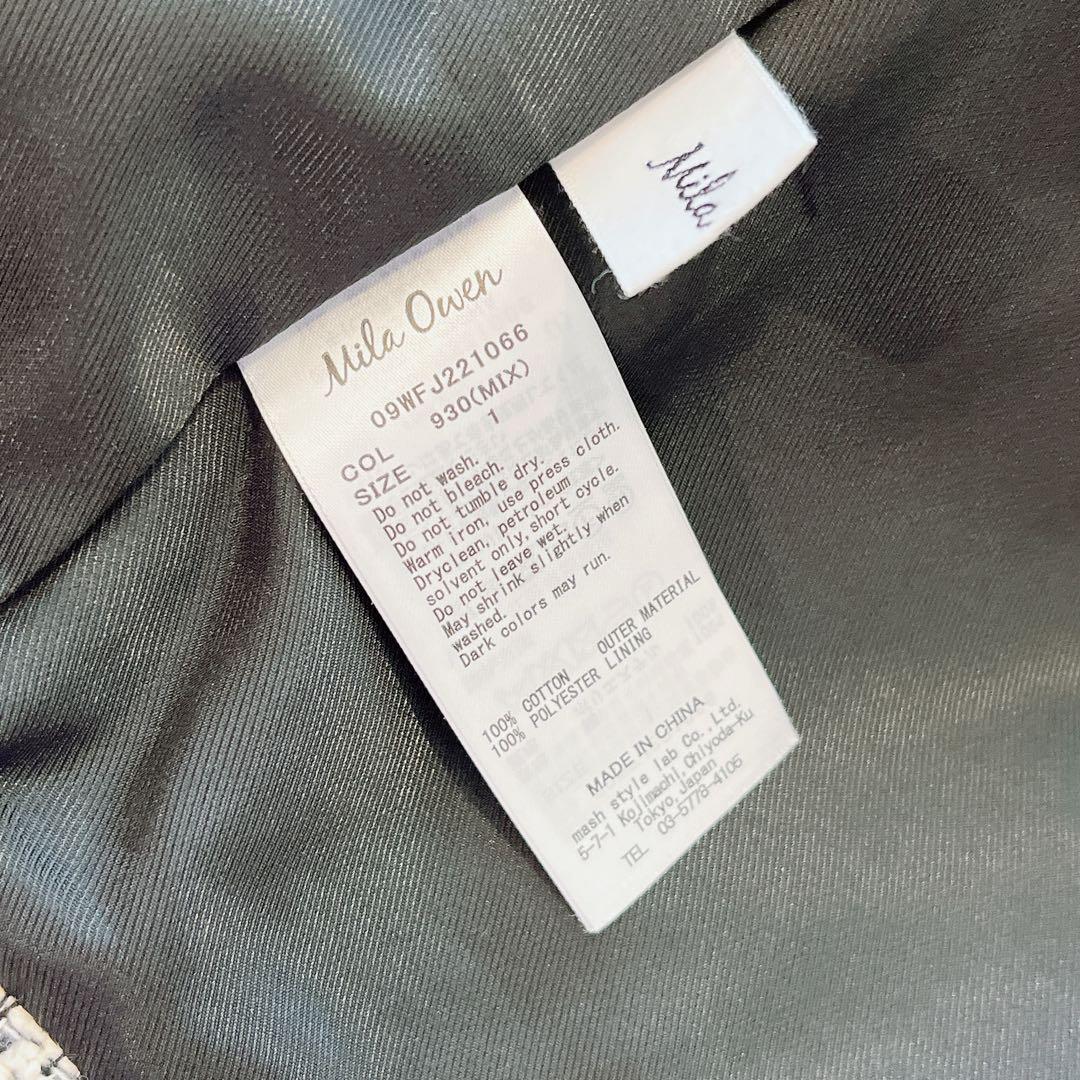 Mila
Mila Owen
09WFJ221066
COL 930(MIX)
SIZE 1
Do not wash.
Do not bleach.
Do not tumble dry.
Warm iron, use press cloth.
Dryclean, petroleum
solvent only,short cycle.
Do not leave wet.
May shrink slightly when
washed.
Dark colors may run.
100% COTTON OUTER MATERIAL
100% POLYESTER LINING
MADE IN CHINA
mash style lab Co.,Ltd.
5-7-1 Kojimachi,Chiyoda-Ku
Tokyo,Japan
TEL 03-5778-4105